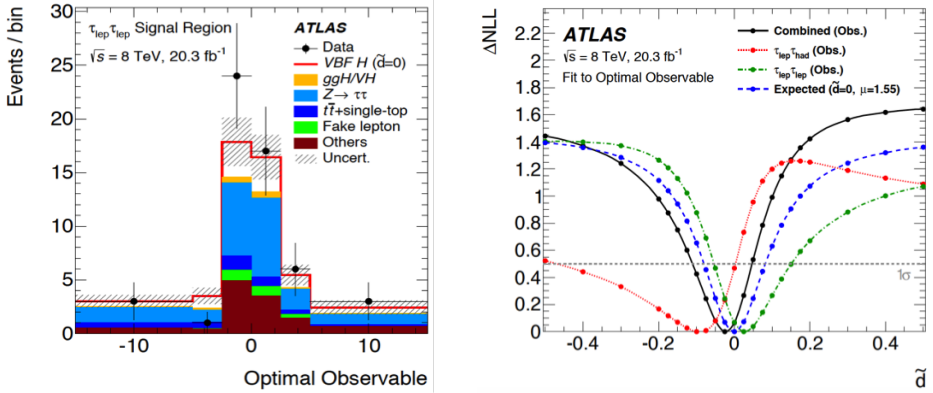 Events / bin
30
25
20
15
10
5
0
τlepτlep Signal Region
√s = 8 TeV, 20.3 fb⁻¹
ATLAS
Data
VBF H (d̃=0)
ggH/VH
Z→ ττ
tt̄+single-top
Fake lepton
Others
Uncert.
-10
0
10
Optimal Observable
ΔNLL
2.2
2
1.8
1.6
1.4
1.2
1
0.8
0.6
0.4
0.2
0
ATLAS
√s = 8 TeV, 20.3 fb⁻¹
Fit to Optimal Observable
Combined (Obs.)
τlepτhad (Obs.)
τlepτlep (Obs.)
Expected (d̃=0, μ=1.55)
1σ
-0.4
-0.2
0
0.2
0.4
d̃